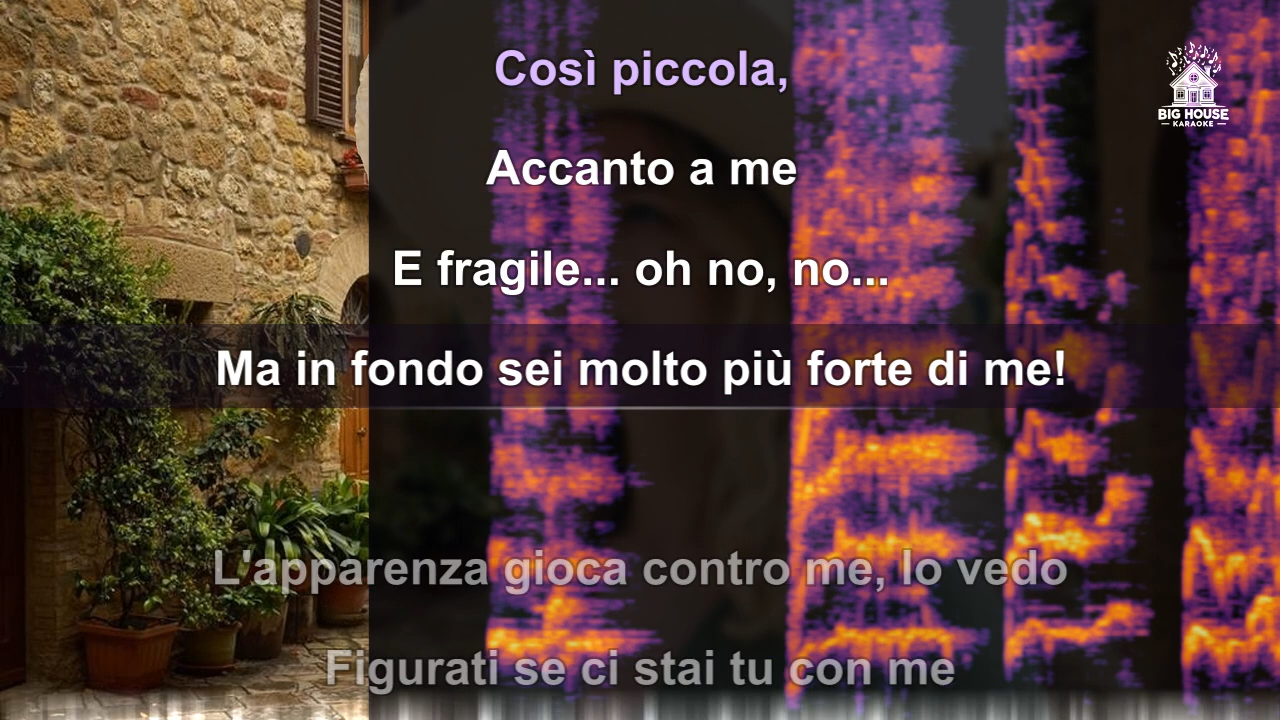 Così piccola,
BIG HOUSE
KARAOKE
Accanto a me
E fragile... oh no, no...
Ma in fondo sei molto più forte di me!
L'apparenza gioca contro me, lo vedo
Figurati se ci stai tu con me